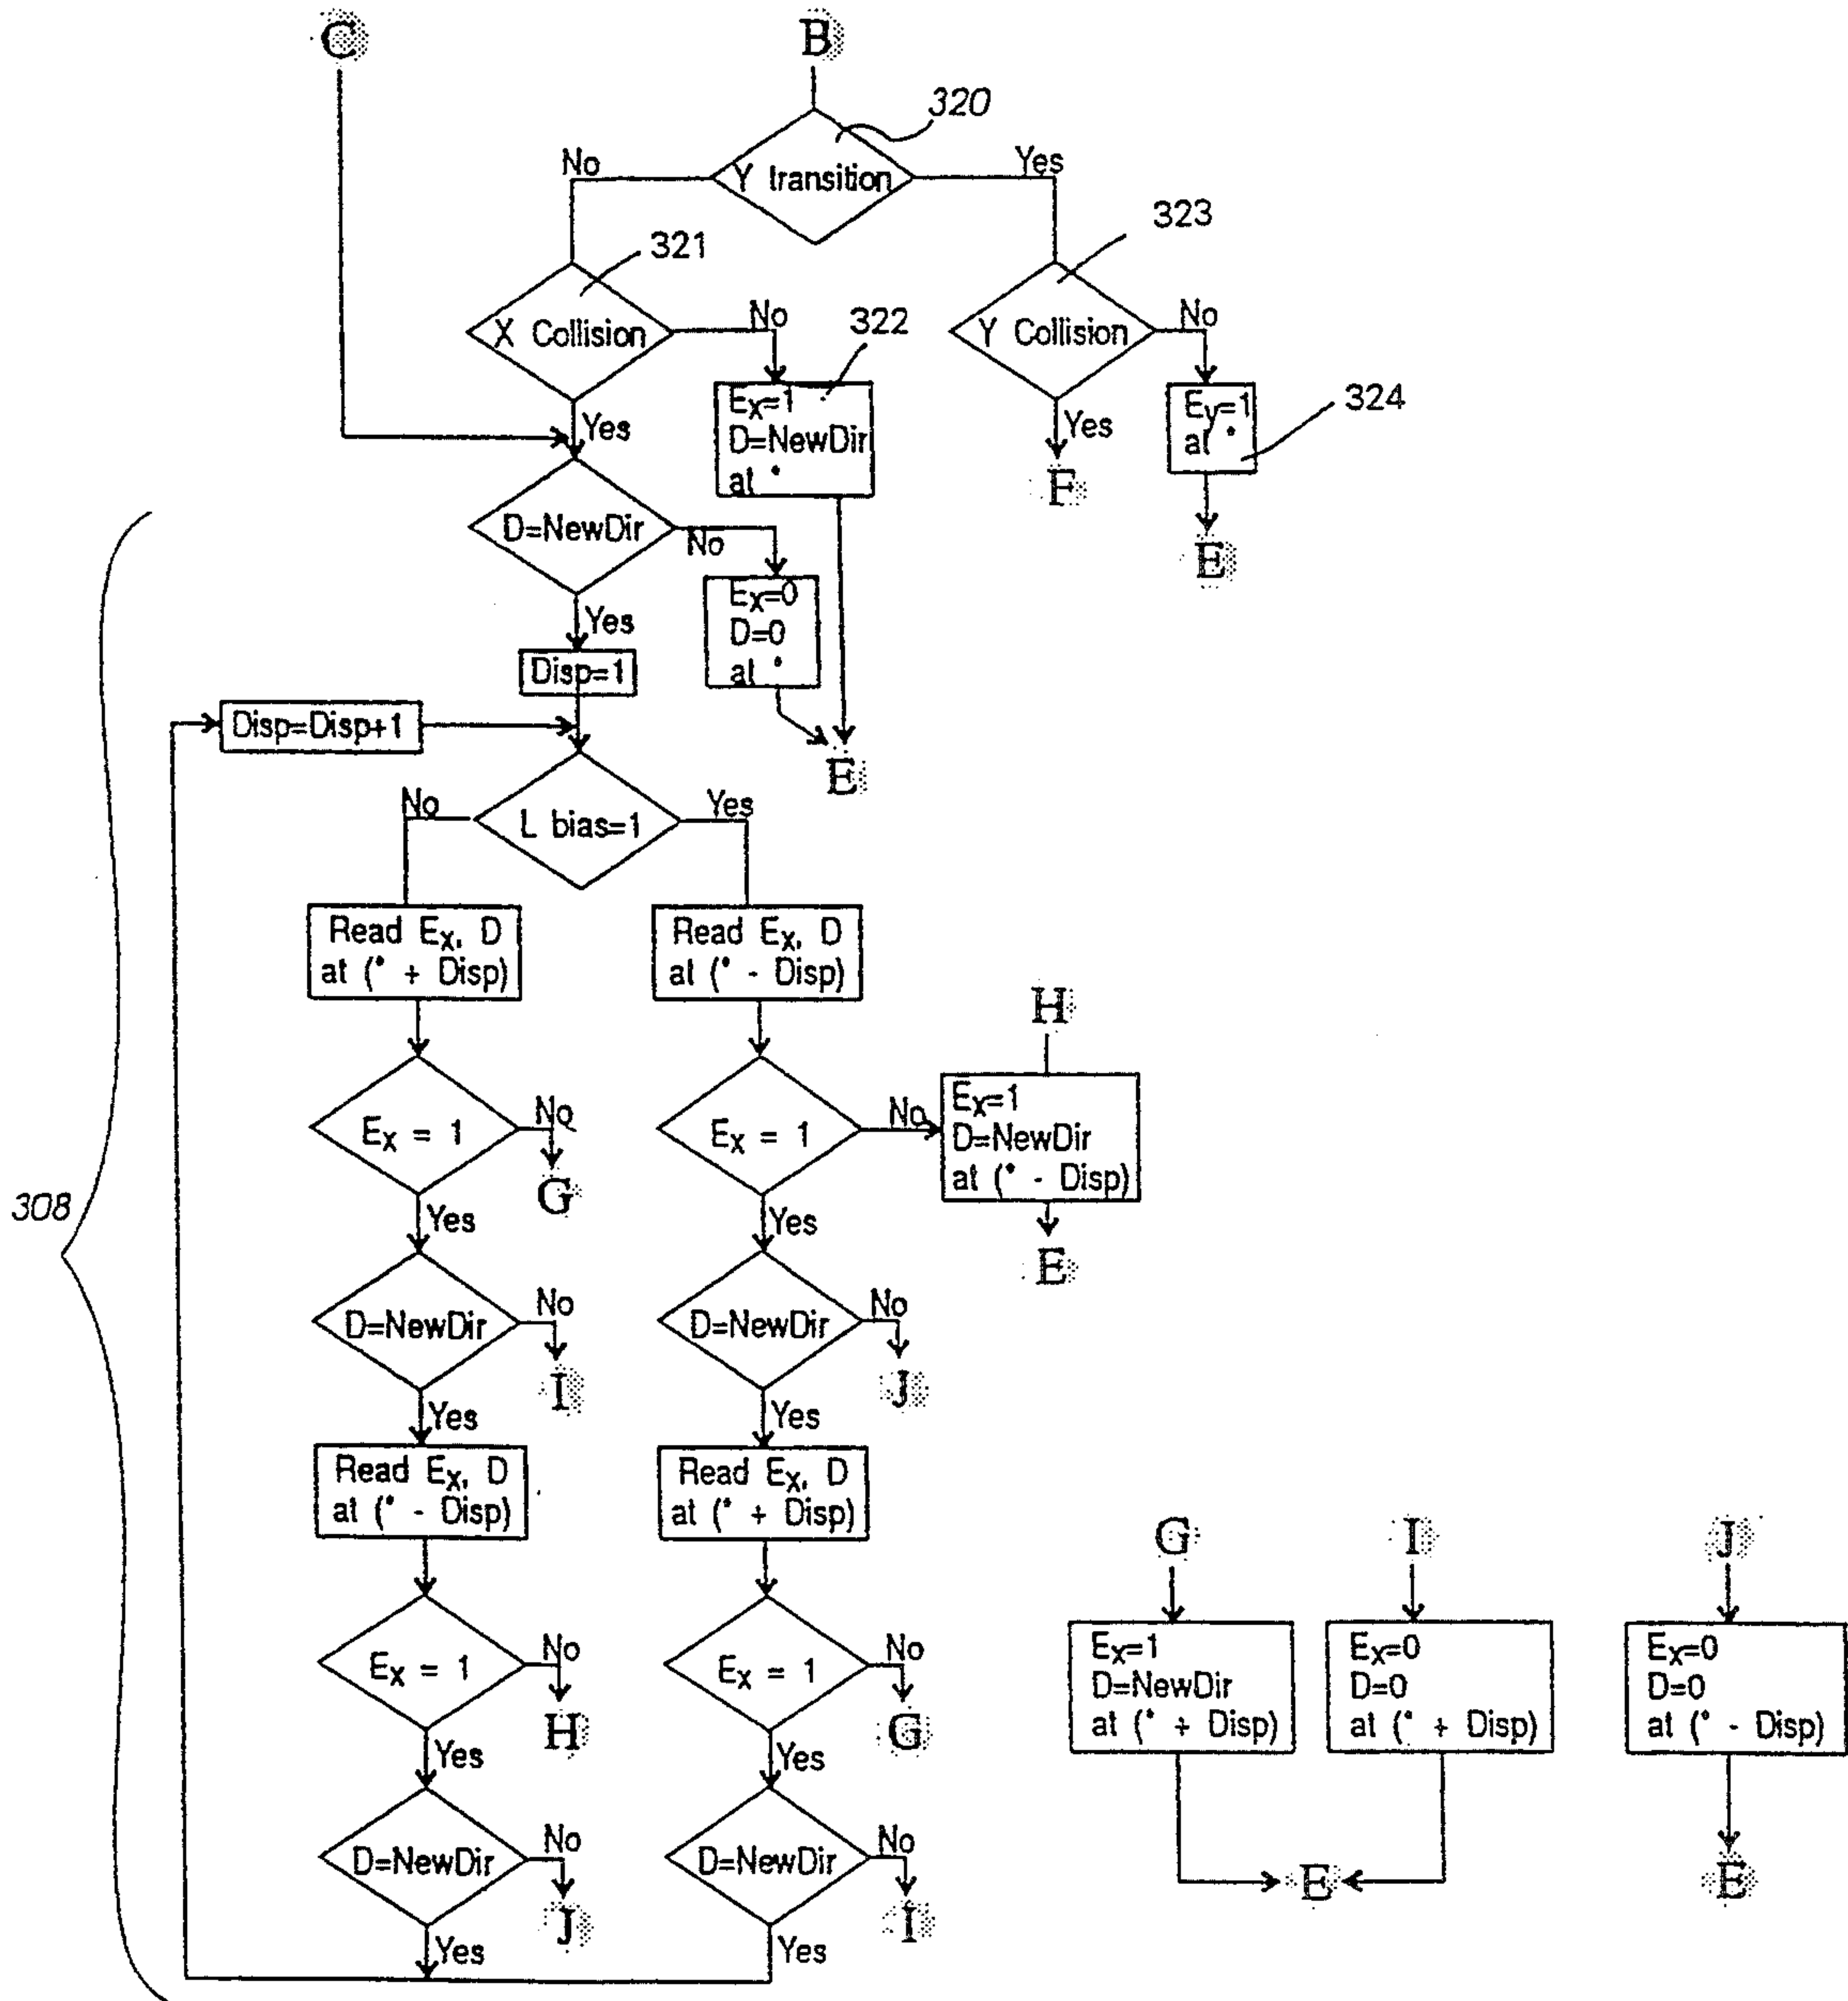 C
B
320
Y transition
No
Yes
321
323
X Collision
No
Yes
322
Y Collision
No
Yes
324
Ex=1
D=NewDir
at *
Ey=1
at *
F
E
D=NewDir
No
Yes
Ex=0
D=0
at *
Disp=1
Disp=Disp+1
E
L bias=1
No
Yes
Read Ex, D
at (* + Disp)
Read Ex, D
at (* - Disp)
H
Ex = 1
No
G
Yes
Ex = 1
No
Yes
Ex=1
D=NewDir
at (* - Disp)
E
308
D=NewDir
No
I
Yes
D=NewDir
No
J
Yes
Read Ex, D
at (* - Disp)
Read Ex, D
at (* + Disp)
Ex = 1
No
H
Yes
Ex = 1
No
G
Yes
D=NewDir
No
J
Yes
D=NewDir
No
I
Yes
G
Ex=1
D=NewDir
at (* + Disp)
I
Ex=0
D=0
at (* + Disp)
E
J
Ex=0
D=0
at (* - Disp)
E